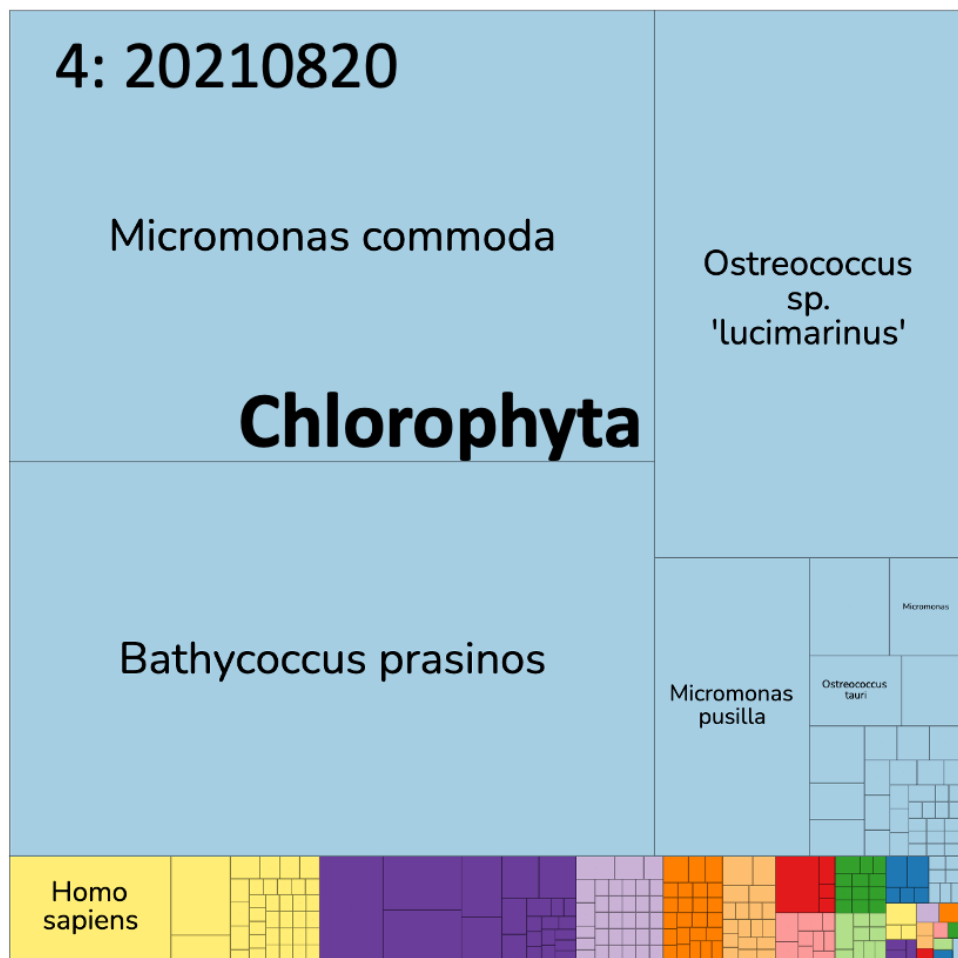 4: 20210820
Micromonas commoda
Ostreococcus
sp.
'lucimarinus'
Chlorophyta
Bathycoccus prasinos
Micromonas
pusilla
Micromonas
Ostreococcus
tauri
Homo
sapiens